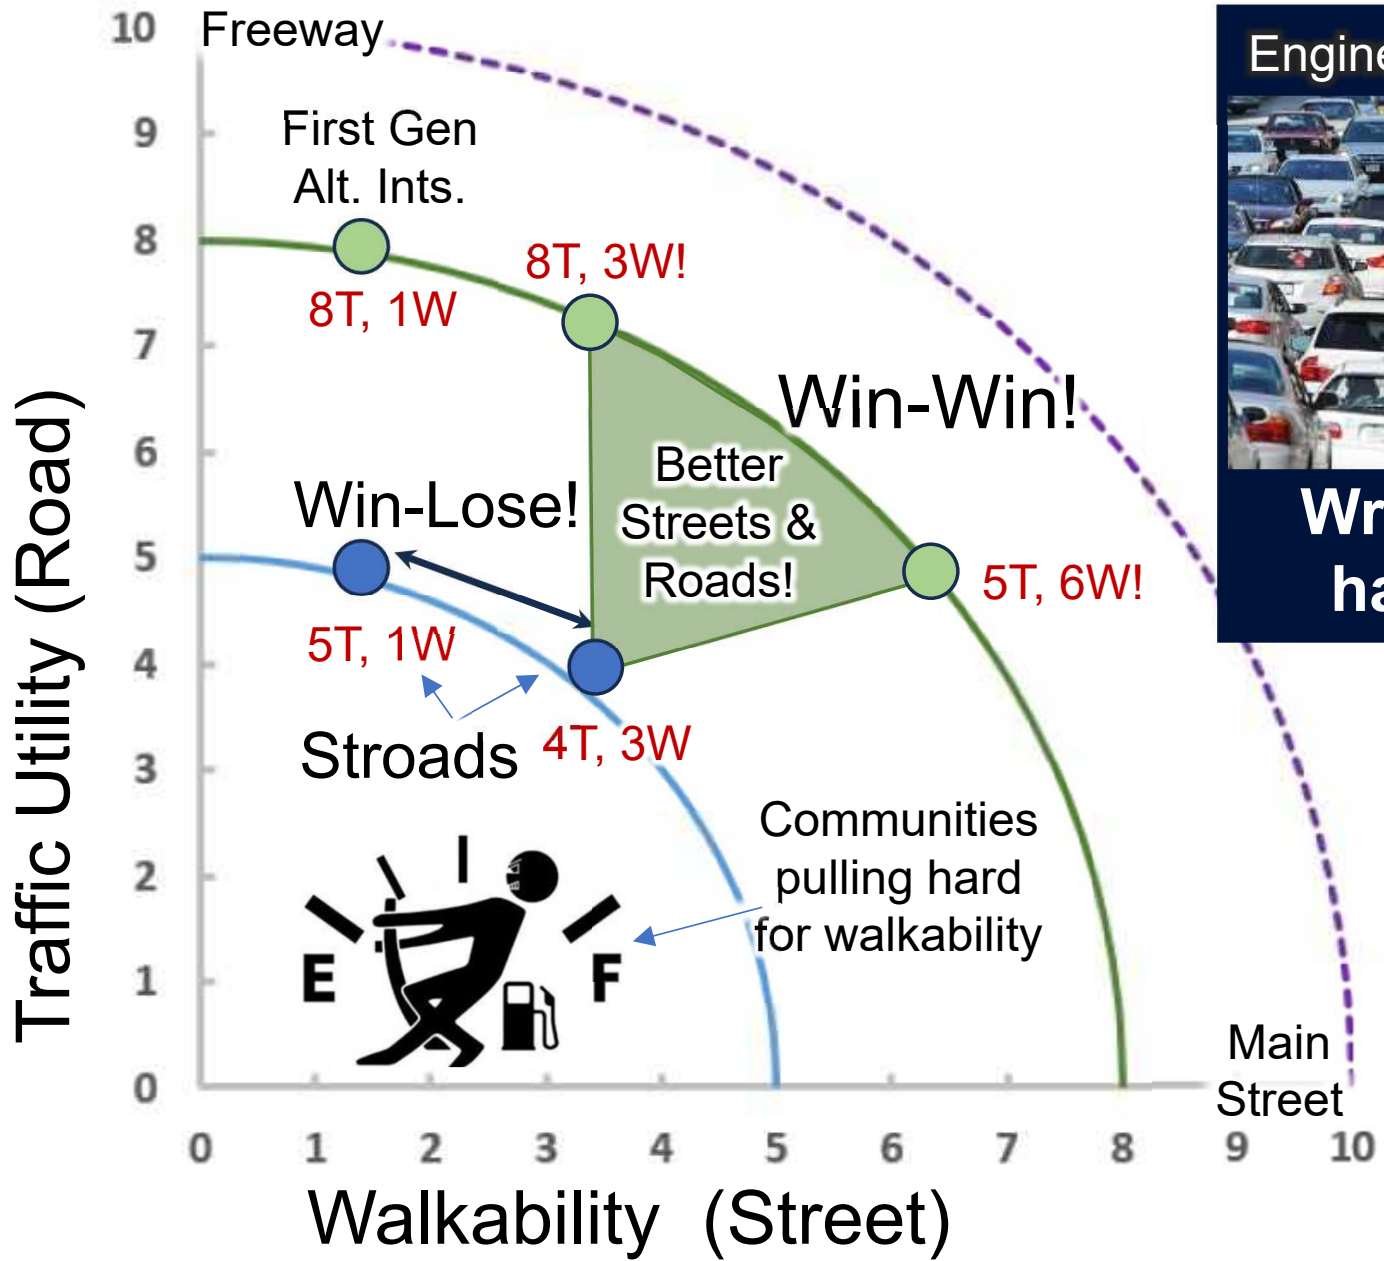 10
Freeway
9
First Gen
Alt. Ints.
8
8T, 3W!
8T, 1W
7
Win-Win!
6
Better
Streets &
Roads!
Win-Lose!
5
5T, 6W!
5T, 1W
4
Stroads
4T, 3W
3
Communities
pulling hard
for walkability
2
E
F
1
Main
Street
0
0 1 2 3 4 5 6 7 8 9 10
Traffic Utility (Road)
Walkability (Street)